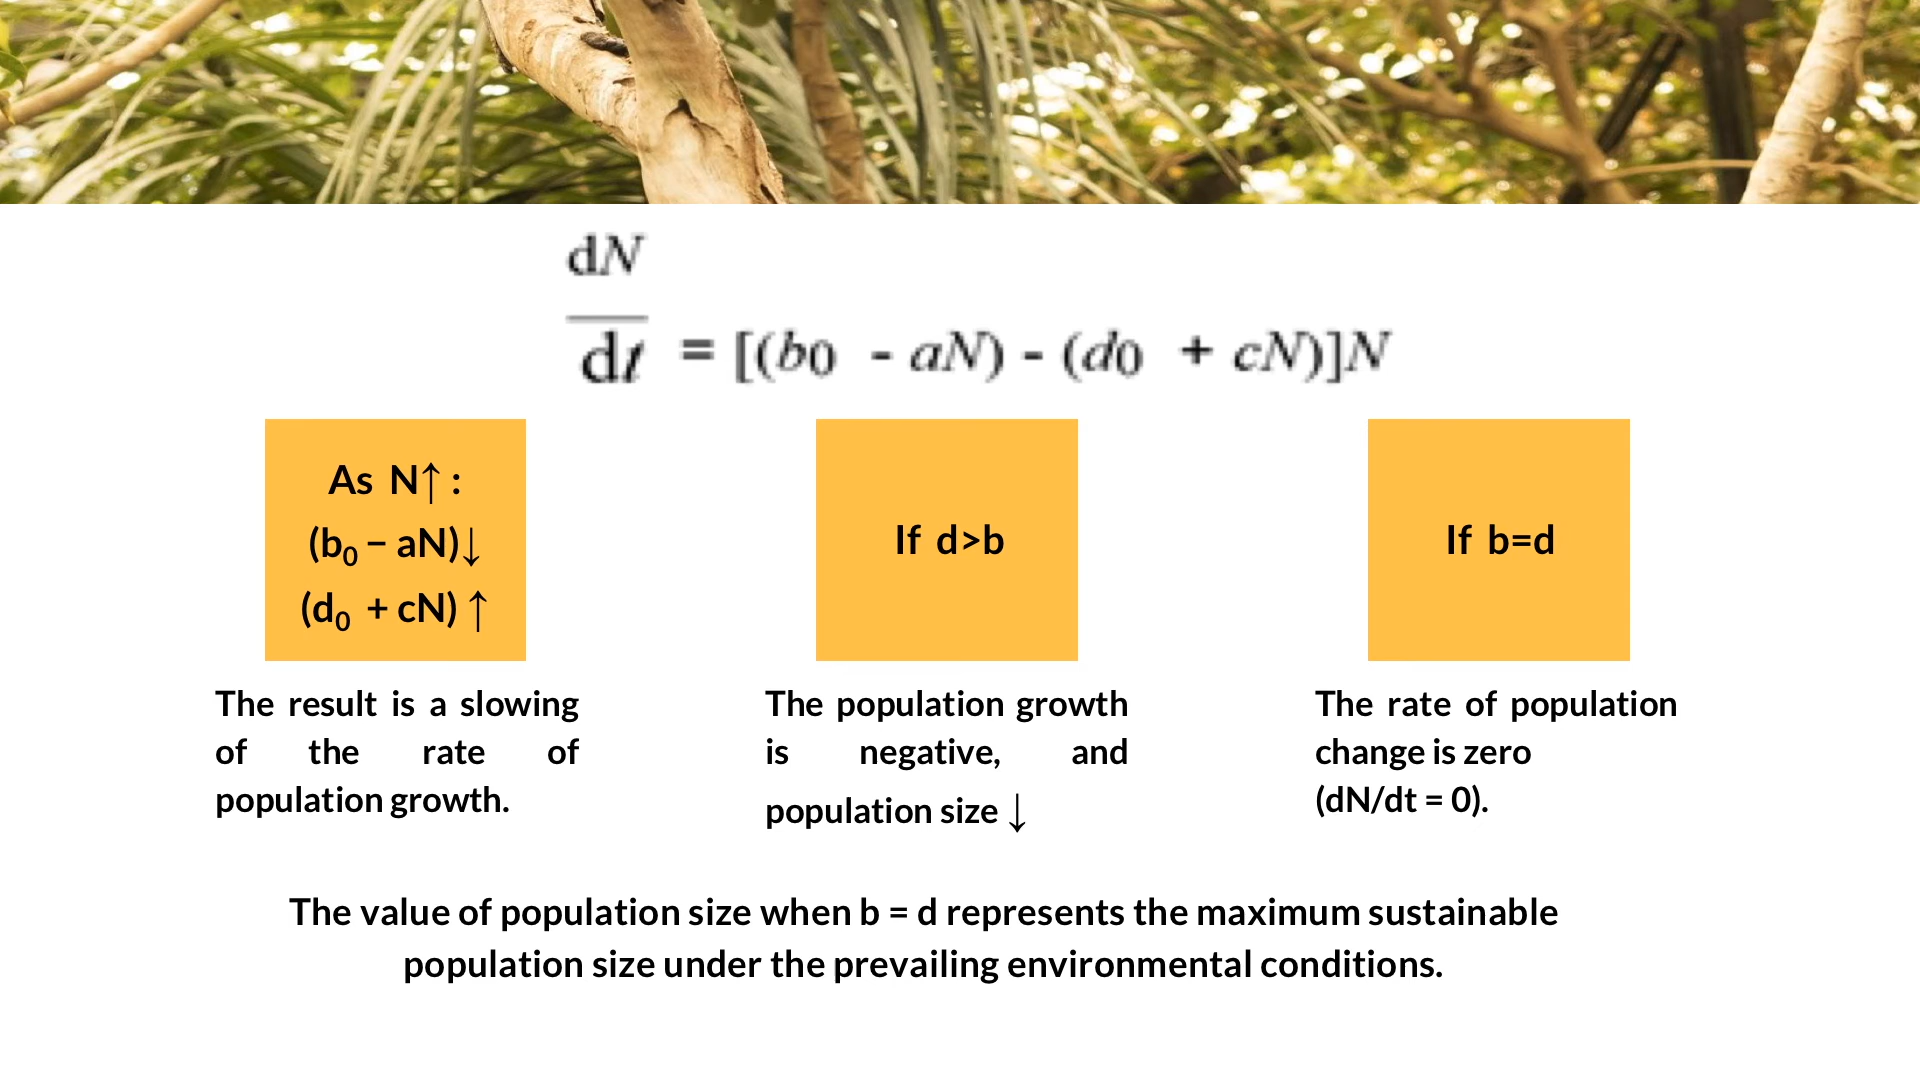 dN
dt = [(b0 - aN) - (d0 + cN)]N
As N↑ :
(b₀ – aN)↓
(d₀ + cN) ↑
The result is a slowing
of the rate of
population growth.
If d>b
The population growth
is negative, and
population size ↓
If b=d
The rate of population
change is zero
(dN/dt = 0).
The value of population size when b = d represents the maximum sustainable
population size under the prevailing environmental conditions.